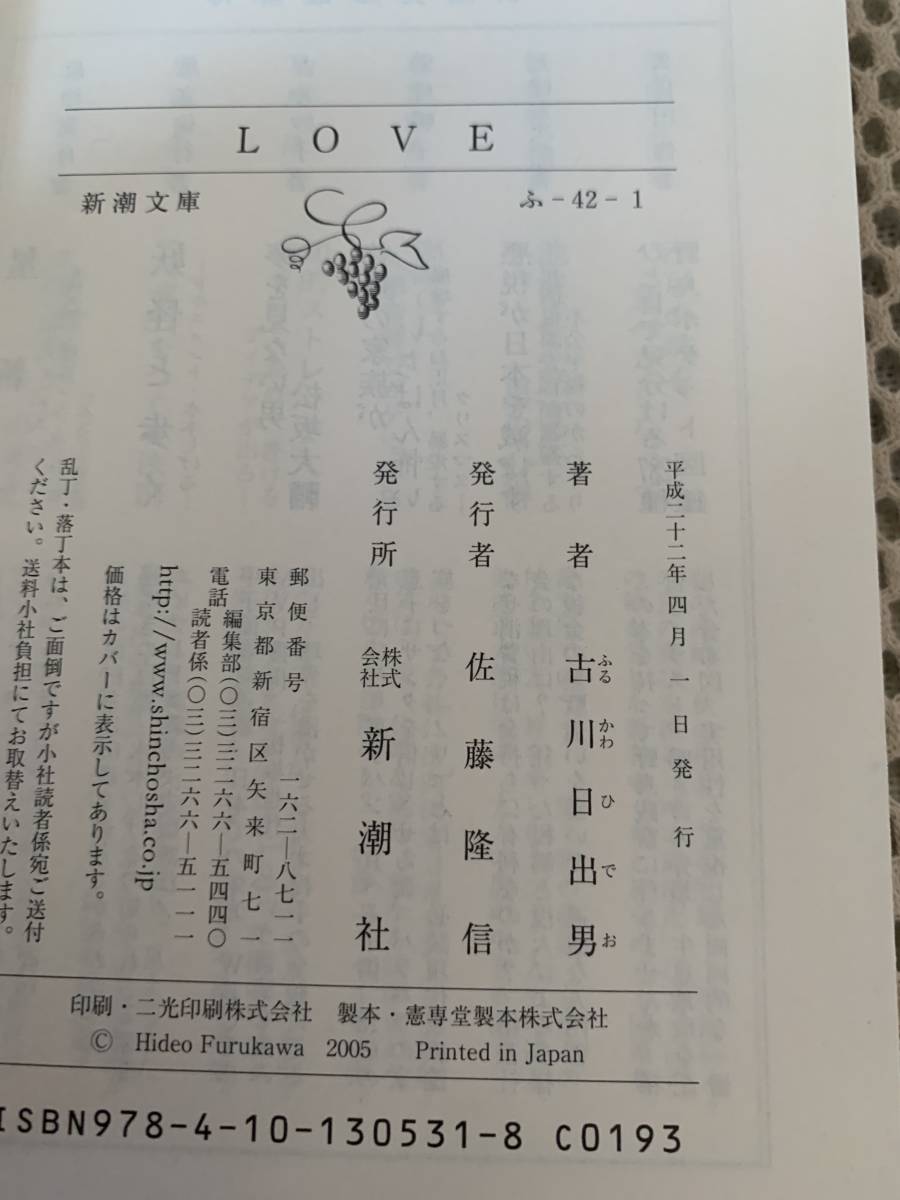 LOVE
新潮文庫
ふ-42-1
平成二十二年四月一日発行
著者 古川日出男
ふるかわひでお
発行者 佐藤隆信
発行所 株式会社 新潮社
郵便番号 一六二―八七一一
東京都新宿区矢来町七一
電話 編集部(〇三)三二六六―五四四〇
読者係(〇三)三二六六―五一一一
http://www.shinchosha.co.jp
価格はカバーに表示してあります。
乱丁・落丁本は、ご面倒ですが小社読者係宛ご送付
ください。送料小社負担にてお取替えいたします。
印刷・二光印刷株式会社 製本・憲専堂製本株式会社
© Hideo Furukawa 2005 Printed in Japan
ISBN978-4-10-130531-8 C0193